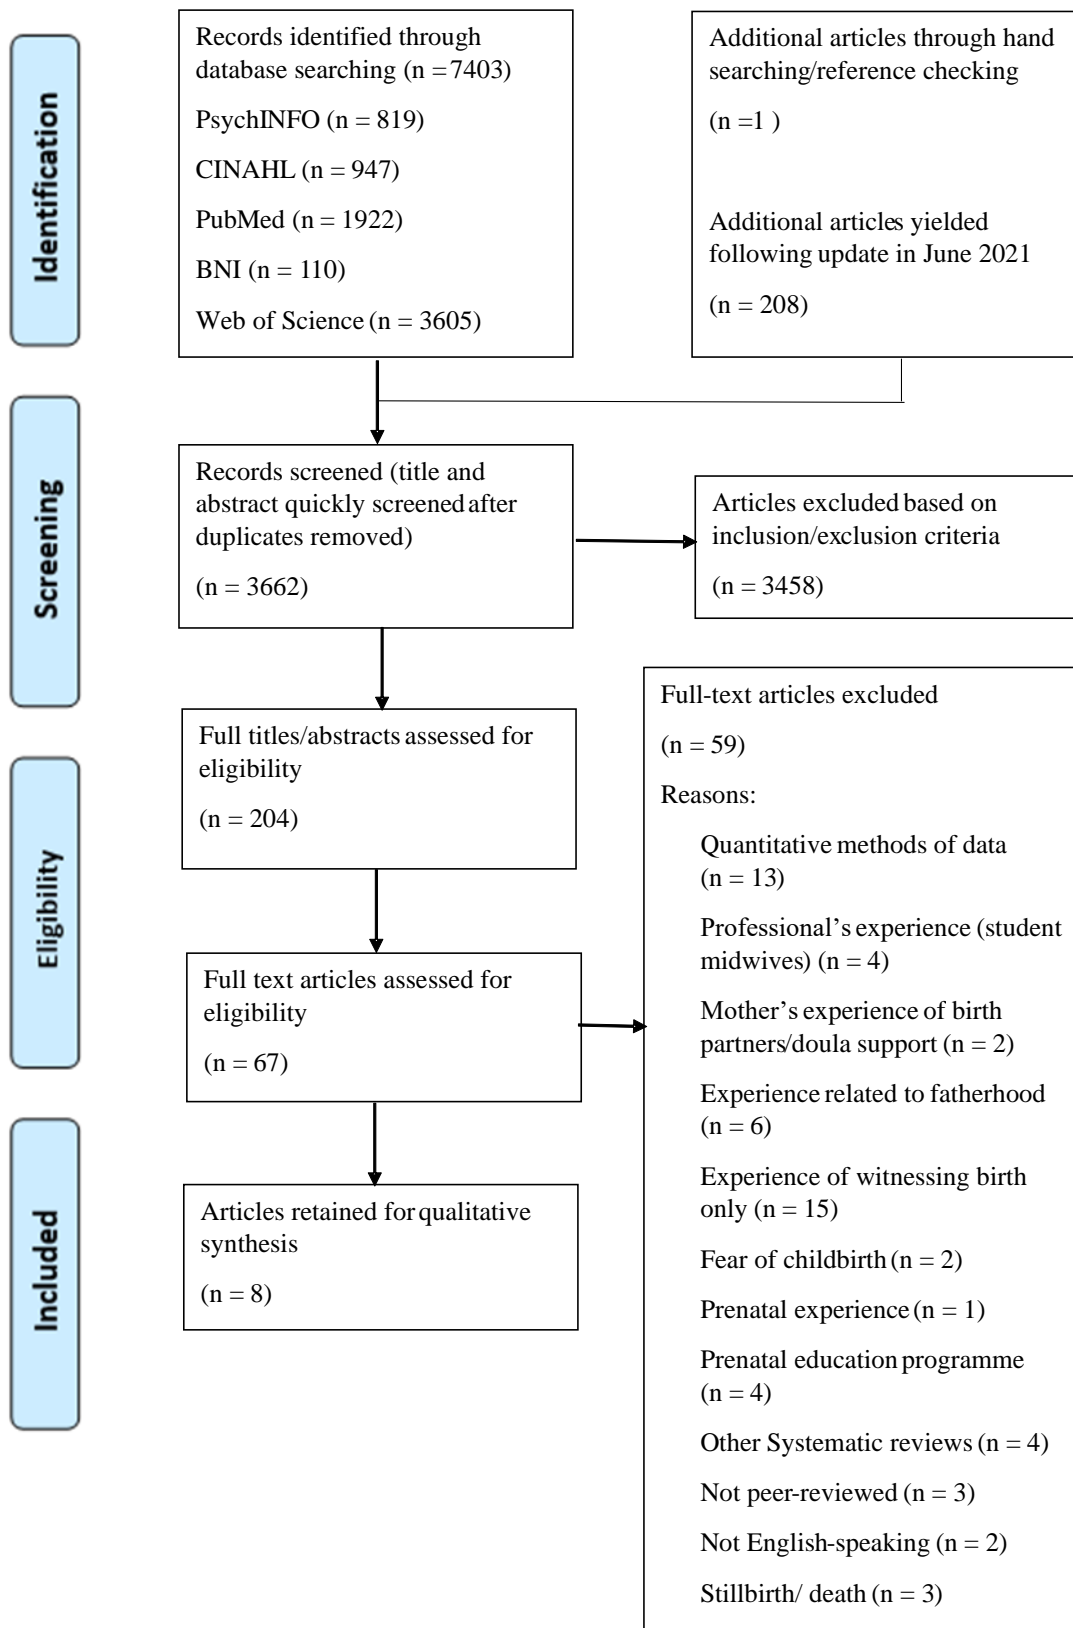 Identification
Records identified through
database searching (n =7403)
PsychINFO (n = 819)
CINAHL (n = 947)
PubMed (n = 1922)
BNI (n = 110)
Web of Science (n = 3605)
Additional articles through hand
searching/reference checking
(n =1 )
Additional articles yielded
following update in June 2021
(n = 208)
Screening
Records screened (title and
abstract quickly screened after
duplicates removed)
(n = 3662)
Articles excluded based on
inclusion/exclusion criteria
(n = 3458)
Eligibility
Full titles/abstracts assessed for
eligibility
(n = 204)
Full text articles assessed for
eligibility
(n = 67)
Full-text articles excluded
(n = 59)
Reasons:
Quantitative methods of data
(n = 13)
Professional’s experience (student
midwives) (n = 4)
Mother’s experience of birth
partners/doula support (n = 2)
Experience related to fatherhood
(n = 6)
Experience of witnessing birth
only (n = 15)
Fear of childbirth (n = 2)
Prenatal experience (n = 1)
Prenatal education programme
(n = 4)
Other Systematic reviews (n = 4)
Not peer-reviewed (n = 3)
Not English-speaking (n = 2)
Stillbirth/ death (n = 3)
Included
Articles retained for qualitative
synthesis
(n = 8)